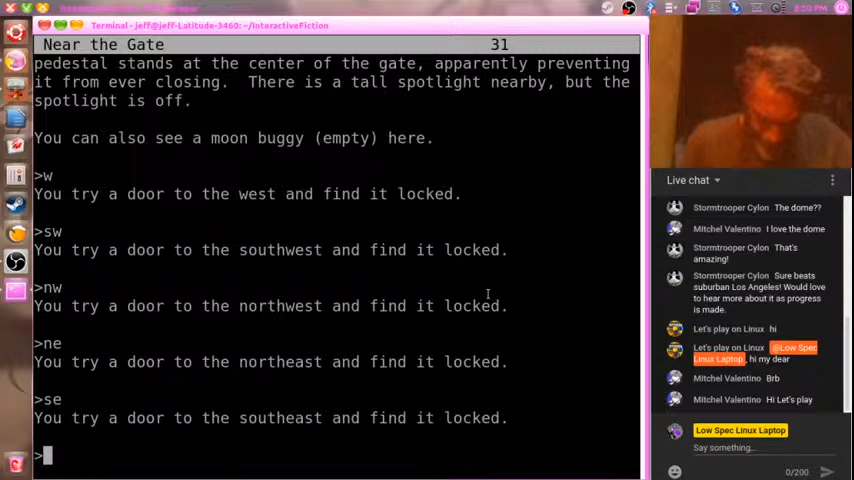 Terminal - jeff@jeff-Latitude-3460: ~/InteractiveFiction
8:20 PM
Near the Gate 31
pedestal stands at the center of the gate, apparently preventing
it from ever closing.  There is a tall spotlight nearby, but the
spotlight is off.
You can also see a moon buggy (empty) here.
>w
You try a door to the west and find it locked.
>sw
You try a door to the southwest and find it locked.
>nw
You try a door to the northwest and find it locked.
>ne
You try a door to the northeast and find it locked.
>se
You try a door to the southeast and find it locked.
>
Live chat
Stormtrooper Cylon The dome??
Mitchel Valentino I love the dome
Stormtrooper Cylon That's
amazing!
Stormtrooper Cylon Sure beats
suburban Los Angeles! Would love
to hear more about it as progress
is made.
Let's play on Linux hi
Let's play on Linux @Low Spec
Linux Laptop, hi my dear
Mitchel Valentino Brb
Mitchel Valentino Hi Let's play
Low Spec Linux Laptop
Say something...
0/200